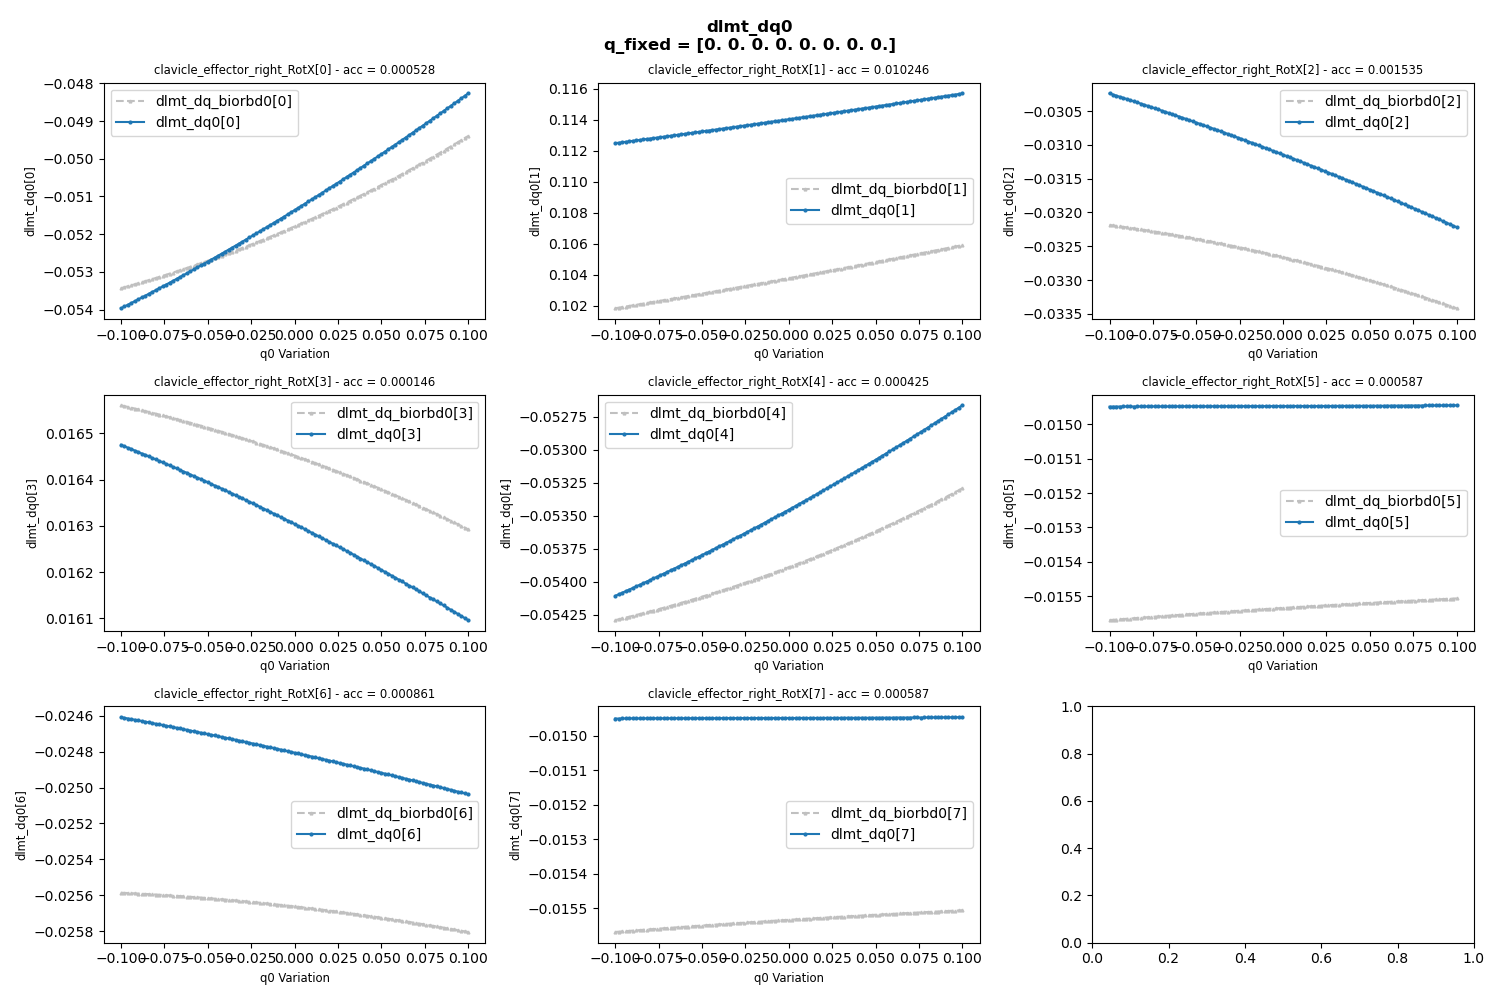 dlmt_dq0
q_fixed = [0. 0. 0. 0. 0. 0. 0. 0.]
clavicle_effector_right_RotX[0] - acc = 0.000528
dlmt_dq_biorbd0[0]
dlmt_dq0[0]
dlmt_dq0[0]
−0.048
−0.049
−0.050
−0.051
−0.052
−0.053
−0.054
−0.100 −0.075 −0.050 −0.025 0.000 0.025 0.050 0.075 0.100
q0 Variation
clavicle_effector_right_RotX[1] - acc = 0.010246
dlmt_dq_biorbd0[1]
dlmt_dq0[1]
dlmt_dq0[1]
0.116
0.114
0.112
0.110
0.108
0.106
0.104
0.102
−0.100 −0.075 −0.050 −0.025 0.000 0.025 0.050 0.075 0.100
q0 Variation
clavicle_effector_right_RotX[2] - acc = 0.001535
dlmt_dq_biorbd0[2]
dlmt_dq0[2]
dlmt_dq0[2]
−0.0305
−0.0310
−0.0315
−0.0320
−0.0325
−0.0330
−0.0335
−0.100 −0.075 −0.050 −0.025 0.000 0.025 0.050 0.075 0.100
q0 Variation
clavicle_effector_right_RotX[3] - acc = 0.000146
dlmt_dq_biorbd0[3]
dlmt_dq0[3]
dlmt_dq0[3]
0.0165
0.0164
0.0163
0.0162
0.0161
−0.100 −0.075 −0.050 −0.025 0.000 0.025 0.050 0.075 0.100
q0 Variation
clavicle_effector_right_RotX[4] - acc = 0.000425
dlmt_dq_biorbd0[4]
dlmt_dq0[4]
dlmt_dq0[4]
−0.05275
−0.05300
−0.05325
−0.05350
−0.05375
−0.05400
−0.05425
−0.100 −0.075 −0.050 −0.025 0.000 0.025 0.050 0.075 0.100
q0 Variation
clavicle_effector_right_RotX[5] - acc = 0.000587
dlmt_dq_biorbd0[5]
dlmt_dq0[5]
dlmt_dq0[5]
−0.0150
−0.0151
−0.0152
−0.0153
−0.0154
−0.0155
−0.100 −0.075 −0.050 −0.025 0.000 0.025 0.050 0.075 0.100
q0 Variation
clavicle_effector_right_RotX[6] - acc = 0.000861
dlmt_dq_biorbd0[6]
dlmt_dq0[6]
dlmt_dq0[6]
−0.0246
−0.0248
−0.0250
−0.0252
−0.0254
−0.0256
−0.0258
−0.100 −0.075 −0.050 −0.025 0.000 0.025 0.050 0.075 0.100
q0 Variation
clavicle_effector_right_RotX[7] - acc = 0.000587
dlmt_dq_biorbd0[7]
dlmt_dq0[7]
dlmt_dq0[7]
−0.0150
−0.0151
−0.0152
−0.0153
−0.0154
−0.0155
−0.100 −0.075 −0.050 −0.025 0.000 0.025 0.050 0.075 0.100
q0 Variation
1.0
0.8
0.6
0.4
0.2
0.0
0.0 0.2 0.4 0.6 0.8 1.0